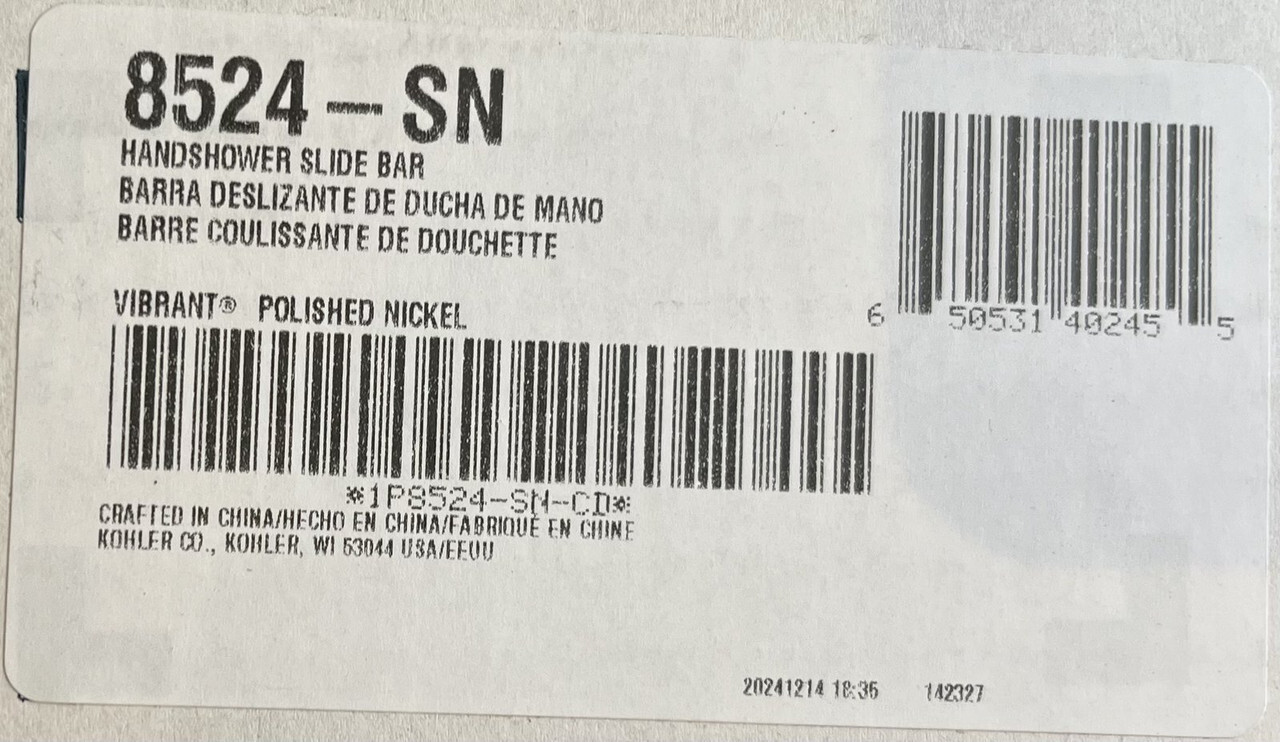 8524-SN
HANDSHOWER SLIDE BAR
BARRA DESLIZANTE DE DUCHA DE MANO
BARRE COULISSANTE DE DOUCHETTE
VIBRANT® POLISHED NICKEL
6 50531 40245 5
*1P8524-SN-CD*
CRAFTED IN CHINA/HECHO EN CHINA/FABRIQUÉ EN CHINE
KOHLER CO., KOHLER, WI 53044 USA/EEUU
20241214 18:35 142327